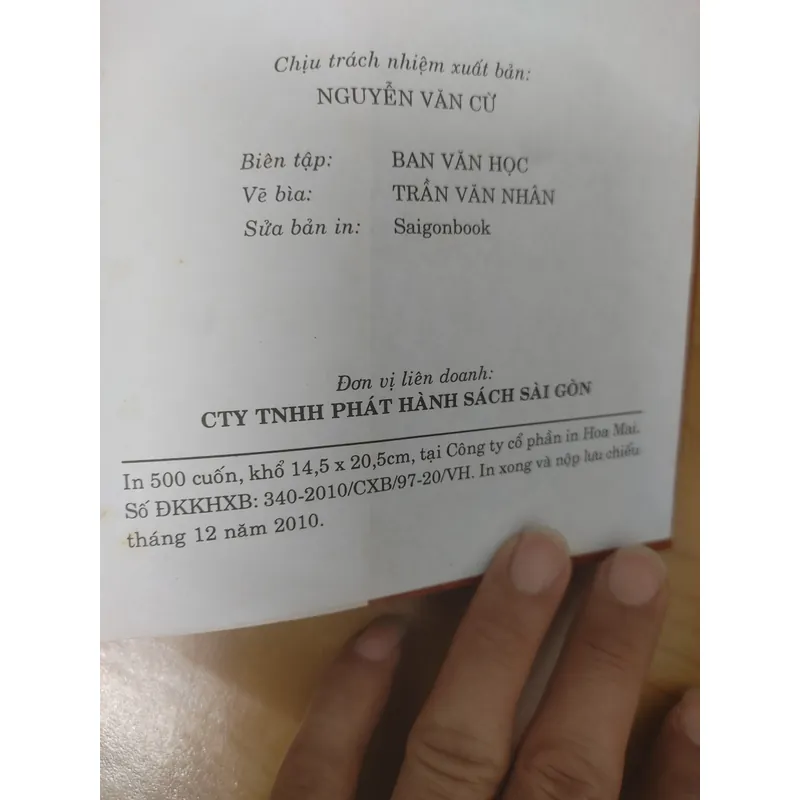 Chịu trách nhiệm xuất bản:
NGUYỄN VĂN CỪ
Biên tập: BAN VĂN HỌC
Vẽ bìa: TRẦN VĂN NHÂN
Sửa bản in: Saigonbook
Đơn vị liên doanh:
CTY TNHH PHÁT HÀNH SÁCH SÀI GÒN
In 500 cuốn, khổ 14,5 x 20,5cm, tại Công ty cổ phần in Hoa Mai.
Số ĐKKHXB: 340-2010/CXB/97-20/VH. In xong và nộp lưu chiểu
tháng 12 năm 2010.